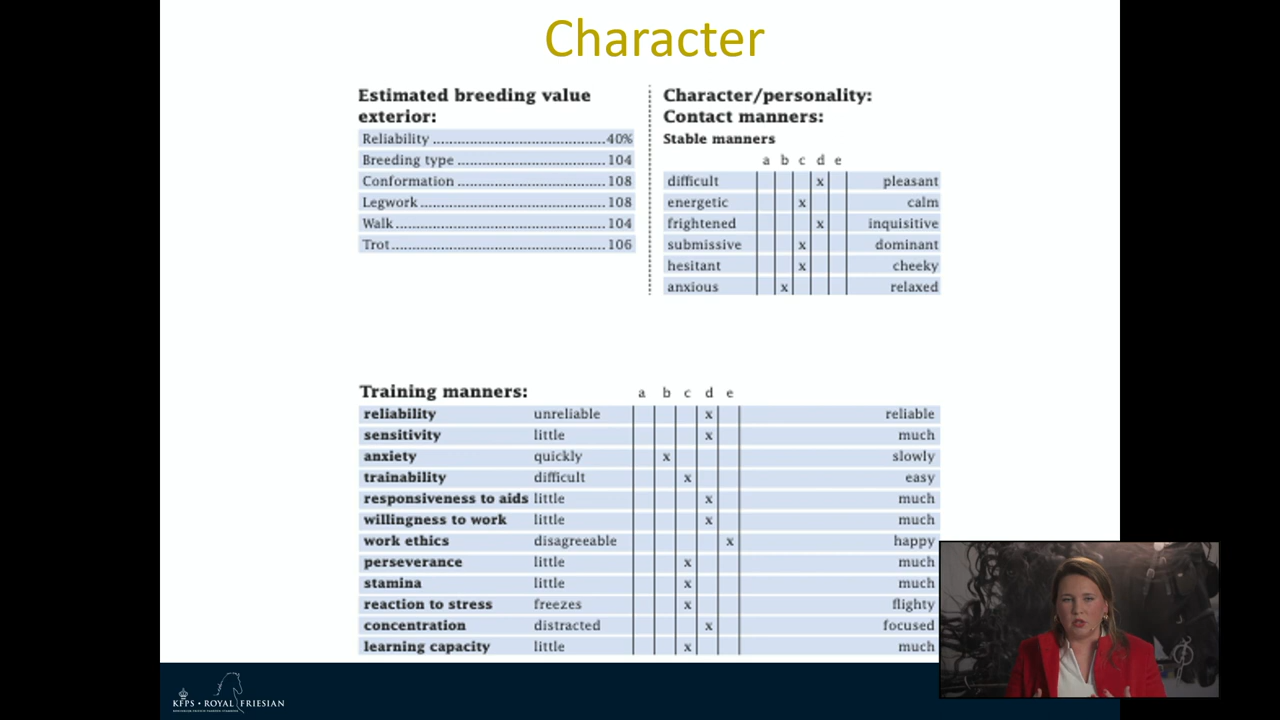 Character
Estimated breeding value
exterior:
Reliability ............................................40%
Breeding type ......................................104
Conformation ......................................108
Legwork ...............................................108
Walk.....................................................104
Trot.......................................................106
Character/personality:
Contact manners:
Stable manners
a b c d e
difficult x pleasant
energetic x calm
frightened x inquisitive
submissive x dominant
hesitant x cheeky
anxious x relaxed
Training manners: a b c d e
reliability unreliable x reliable
sensitivity little x much
anxiety quickly x slowly
trainability difficult x easy
responsiveness to aids little x much
willingness to work little x much
work ethics disagreeable x happy
perseverance little x much
stamina little x much
reaction to stress freezes x flighty
concentration distracted x focused
learning capacity little x much
KFPS • ROYAL FRIESIAN